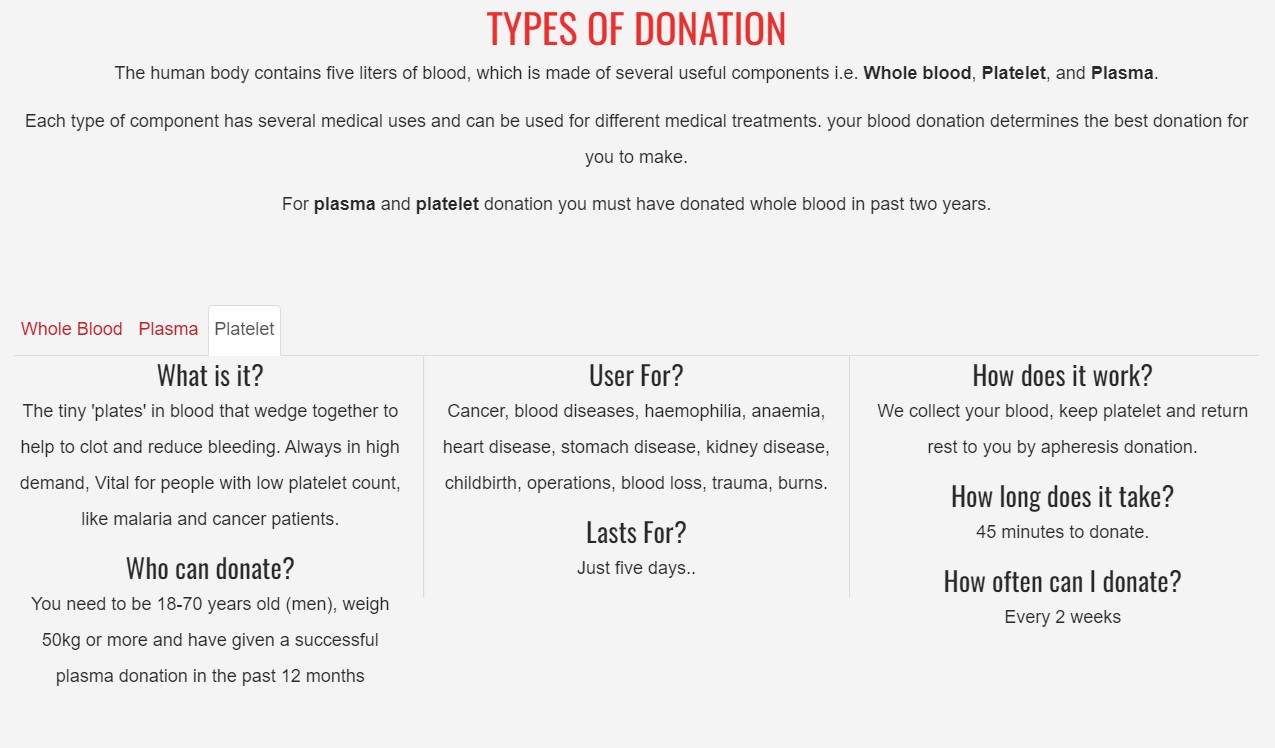 TYPES OF DONATION
The human body contains five liters of blood, which is made of several useful components i.e. Whole blood, Platelet, and Plasma.
Each type of component has several medical uses and can be used for different medical treatments. your blood donation determines the best donation for
you to make.
For plasma and platelet donation you must have donated whole blood in past two years.
Whole Blood Plasma Platelet
What is it?
The tiny 'plates' in blood that wedge together to
help to clot and reduce bleeding. Always in high
demand, Vital for people with low platelet count,
like malaria and cancer patients.
Who can donate?
You need to be 18-70 years old (men), weigh
50kg or more and have given a successful
plasma donation in the past 12 months
User For?
Cancer, blood diseases, haemophilia, anaemia,
heart disease, stomach disease, kidney disease,
childbirth, operations, blood loss, trauma, burns.
Lasts For?
Just five days..
How does it work?
We collect your blood, keep platelet and return
rest to you by apheresis donation.
How long does it take?
45 minutes to donate.
How often can I donate?
Every 2 weeks